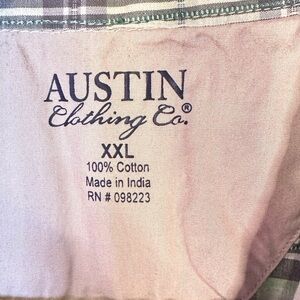 AUSTIN
Clothing Co.®
XXL
100% Cotton
Made in India
RN # 098223